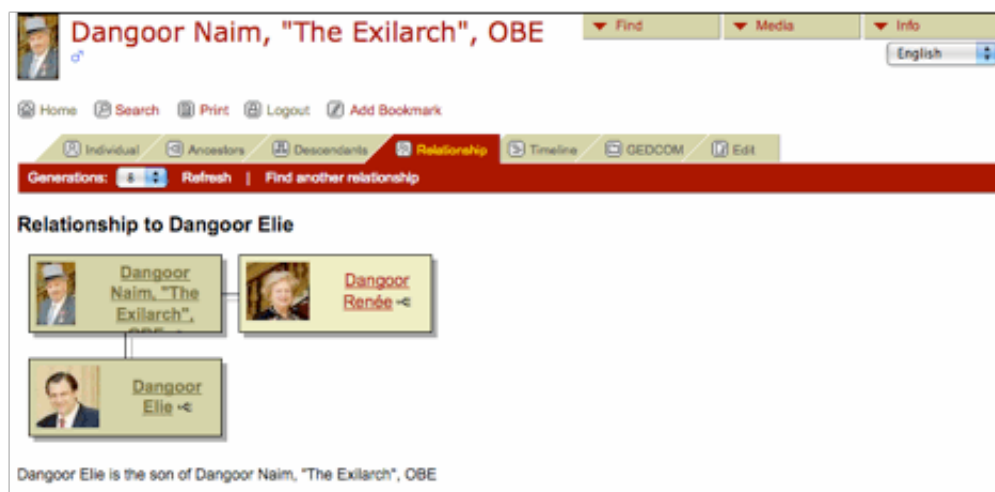 Dangoor Naim, "The Exilarch", OBE
Find Media Info
English
Home Search Print Logout Add Bookmark
Individual Ancestors Descendants Relationship Timeline GEDCOM Edit
Generations: Refresh | Find another relationship
Relationship to Dangoor Elie
Dangoor
Naim, "The
Exilarch",
OBE
Dangoor
Renée
Dangoor
Elie
Dangoor Elie is the son of Dangoor Naim, "The Exilarch", OBE